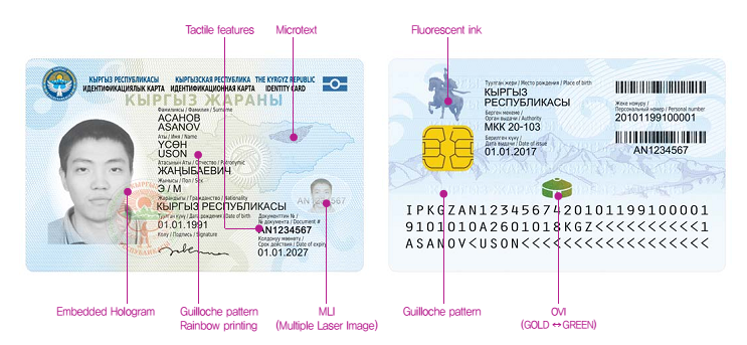 Tactile features
Microtext
Fluorescent ink
КЫРГЫЗ РЕСПУБЛИКАСЫ КЫРГЫЗСКАЯ РЕСПУБЛИКА THE KYRGYZ REPUBLIC
ИДЕНТИФИКАЦИЯЛЫК КАРТА ИДЕНТИФИКАЦИОННАЯ КАРТА IDENTITY CARD
КЫРГЫЗ ЖАРАНЫ
Фамилиясы / Фамилия / Surname
АСАНОВ
ASANOV
Аты / Имя / Name
ҮСӨН
USON
Атасынын Аты / Отчество / Patronymic
ЖАҢЫБАЕВИЧ
Жынысы / Пол / Sex
Э / М
Жарандыгы / Гражданство / Nationality
КЫРГЫЗ РЕСПУБЛИКАСЫ
Туулган күнү / Дата рождения / Date of birth
01.01.1991
Колу / Подпись / Signature
Документтин № /
№ документа / Document #
AN1234567
Колдонуу мөөнөтү /
Срок действия / Date of expiry
01.01.2027
Туулган жери / Место рождения / Place of birth
КЫРГЫЗ
РЕСПУБЛИКАСЫ
Берген мекеме /
Орган выдачи / Authority
МКК 20-103
Берилген күнү /
Дата выдачи / Date of issue
01.01.2017
Жеке номуру /
Персональный номер / Personal number
20101199100001
AN1234567
IPKGZAN1234567420101199100001
9101010A2601018KGZ<<<<<<<<<<1
ASANOV<USON<<<<<<<<<<<<<<<<<<
Embedded Hologram
Guilloche pattern
Rainbow printing
MLI
(Multiple Laser Image)
Guilloche pattern
OVI
(GOLD ↔ GREEN)